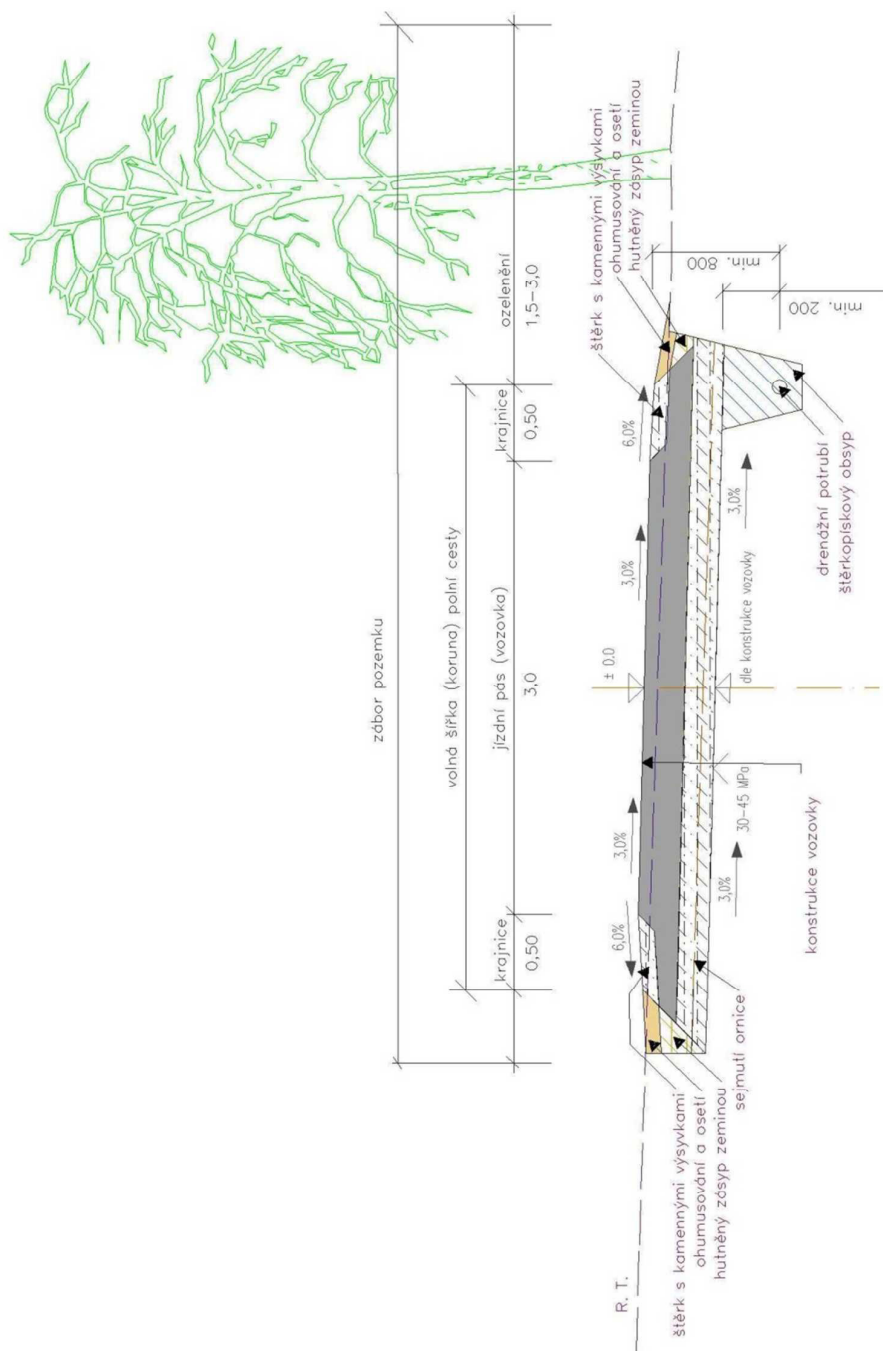 zábor pozemku
volná šířka (koruna) polní cesty
krajnice
jízdní pás (vozovka)
krajnice
ozelenění
0,50
3,0
0,50
1,5–3,0
štěrk s kamennými výsyvkami
ohumusování a osetí
hutněný zásyp zeminou
± 0.0
6,0%
3,0%
3,0%
6,0%
R. T.
min. 800
min. 200
3,0%
30–45 MPa
dle konstrukce vozovky
3,0%
štěrk s kamennými výsyvkami
ohumusování a osetí
hutněný zásyp zeminou
sejmutí ornice
konstrukce vozovky
drenážní potrubí
štěrkopískový obsyp